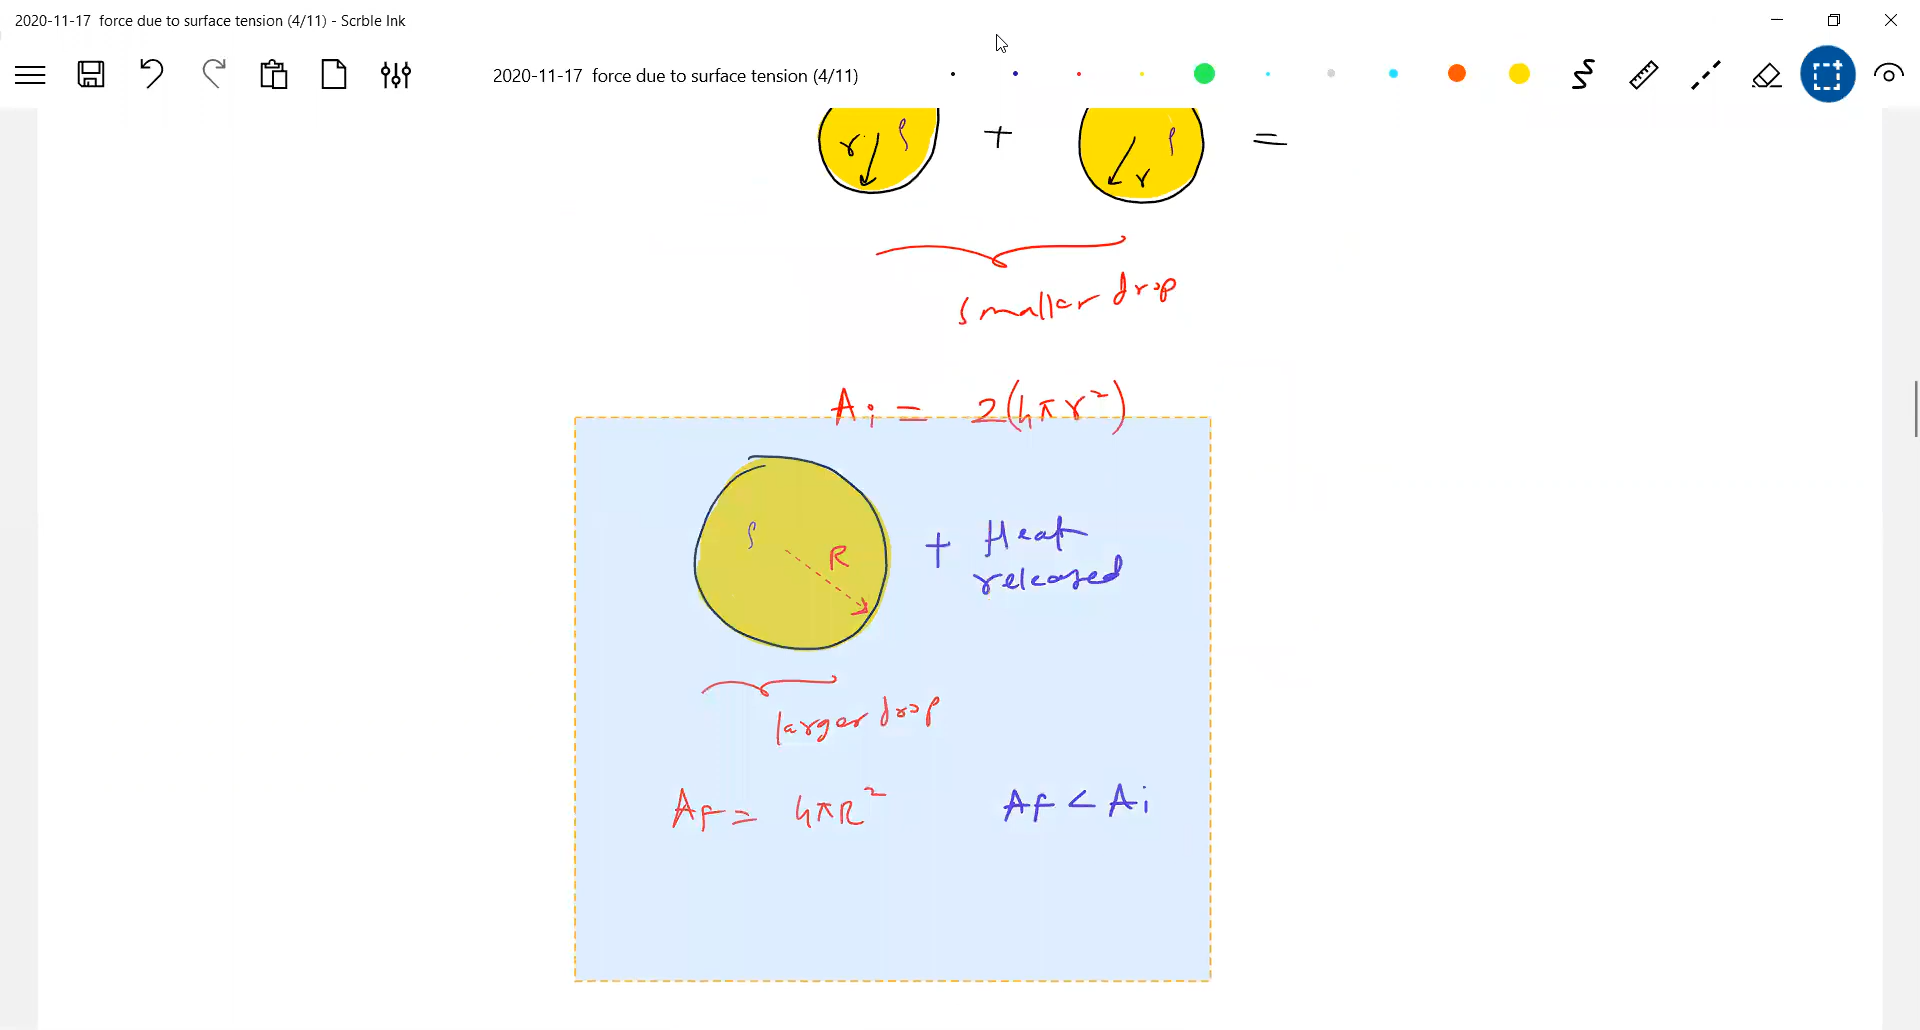 2020-11-17 force due to surface tension (4/11) - Scrble Ink
2020-11-17 force due to surface tension (4/11)
r ρ + ρ r =
smaller drop
Ai = 2(4πr²)
ρ R + Heat
released
larger drop
AF = 4πR² AF < Ai